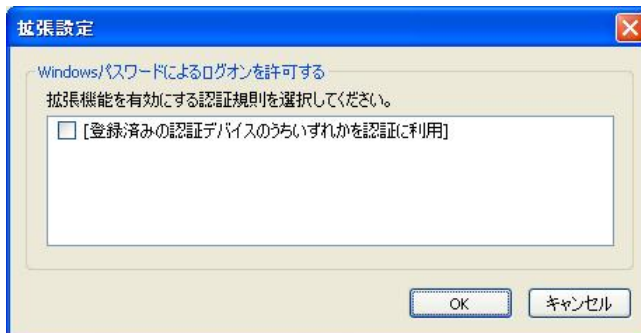 拡張設定
Windowsパスワードによるログオンを許可する
拡張機能を有効にする認証規則を選択してください。
[登録済みの認証デバイスのうちいずれかを認証に利用]
OK
キャンセル